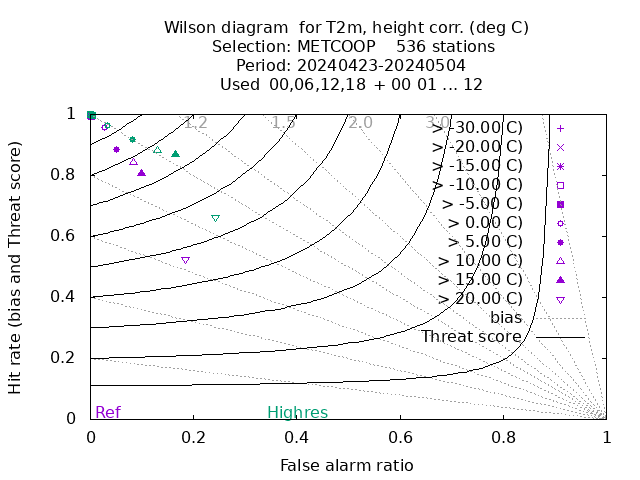 Wilson diagram  for T2m, height corr. (deg C)
Selection: METCOOP    536 stations
Period: 20240423-20240504
Used  00,06,12,18  + 00 01 ... 12
Hit rate (bias and Threat score)
1
0.8
0.6
0.4
0.2
0
1.2
1.5
2.0
3.0
> -30.00 C)
> -20.00 C)
> -15.00 C)
> -10.00 C)
> -5.00 C)
> 0.00 C)
> 5.00 C)
> 10.00 C)
> 15.00 C)
> 20.00 C)
bias
Threat score
Ref
Highres
0
0.2
0.4
0.6
0.8
1
False alarm ratio